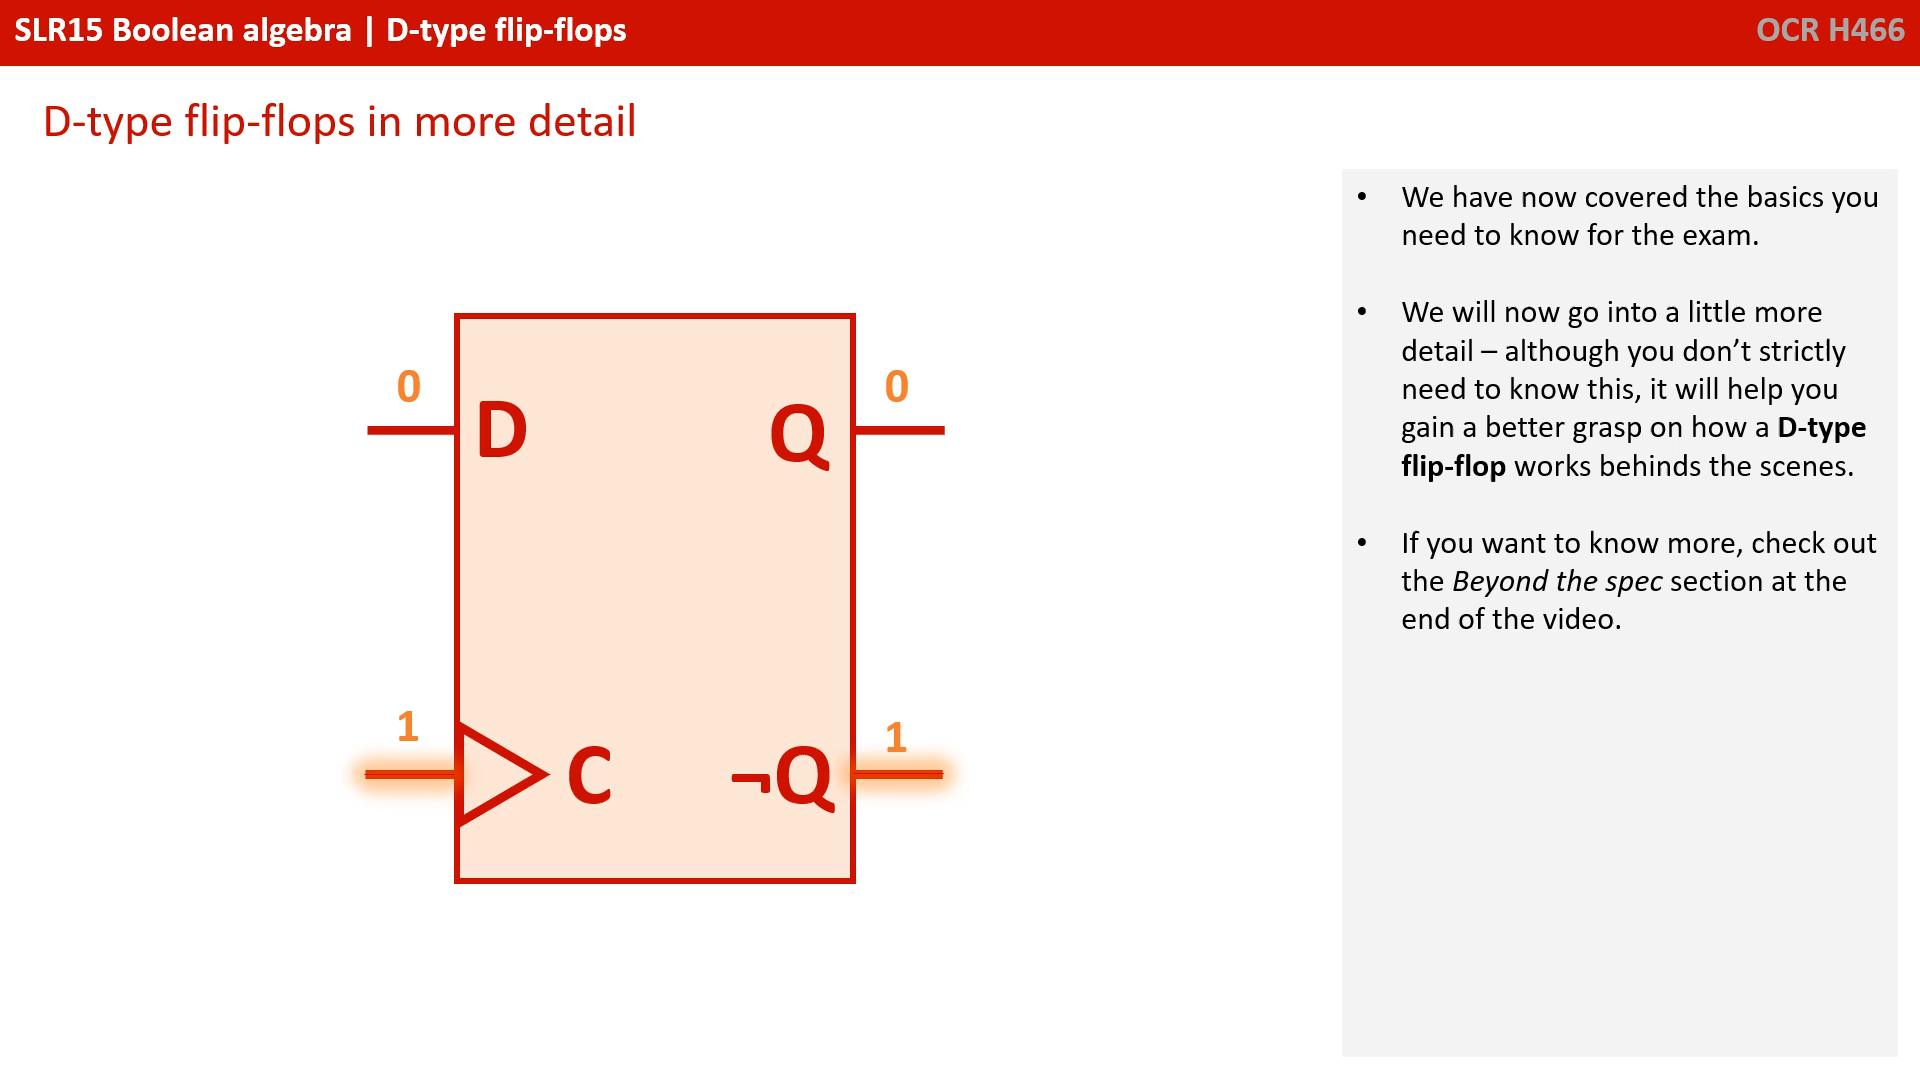 SLR15 Boolean algebra | D-type flip-flops
OCR H466
D-type flip-flops in more detail
0
D
Q
0
1
C
¬Q
1
• We have now covered the basics you
need to know for the exam.
• We will now go into a little more
detail – although you don’t strictly
need to know this, it will help you
gain a better grasp on how a D-type
flip-flop works behinds the scenes.
• If you want to know more, check out
the Beyond the spec section at the
end of the video.